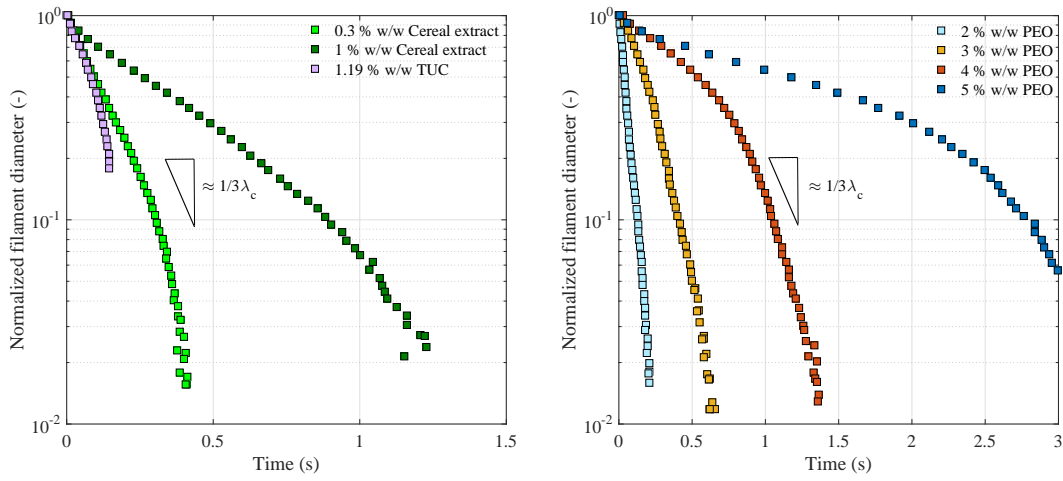 10^0
10^-1
10^-2
0
0.5
1
1.5
Normalized filament diameter (-)
Time (s)
0.3 % w/w Cereal extract
1 % w/w Cereal extract
1.19 % w/w TUC
≈ 1/3λ_c
10^0
10^-1
10^-2
0
0.5
1
1.5
2
2.5
3
Normalized filament diameter (-)
Time (s)
2 % w/w PEO
3 % w/w PEO
4 % w/w PEO
5 % w/w PEO
≈ 1/3λ_c